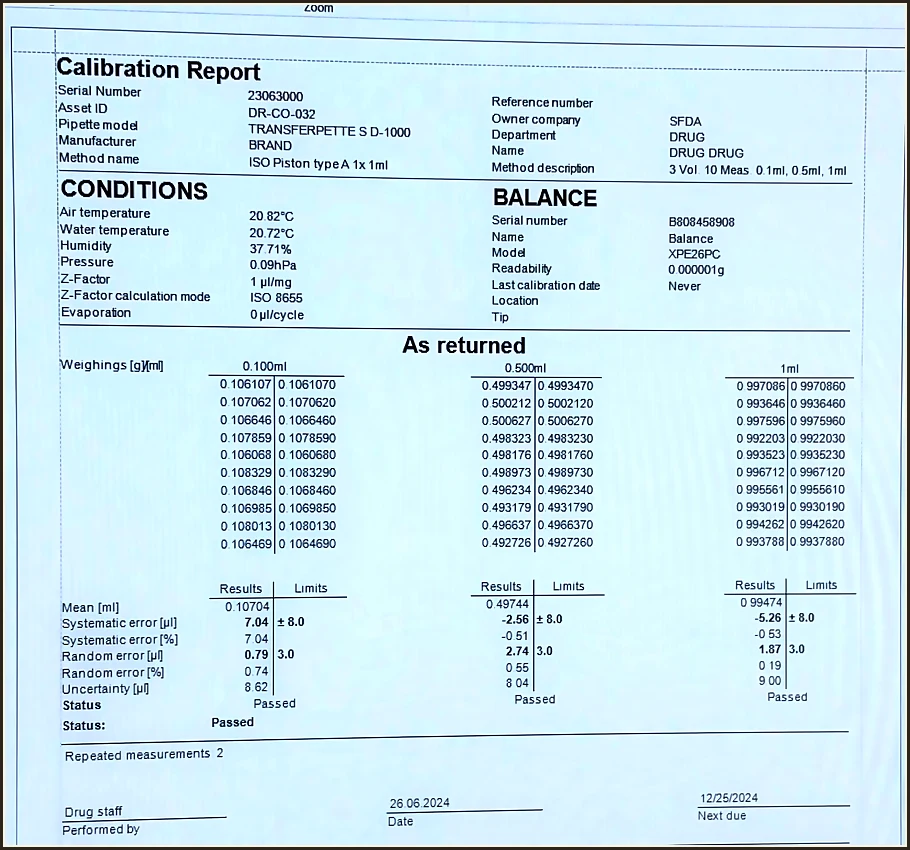 Zoom
Calibration Report
Serial Number 23063000
Asset ID DR-CO-032
Pipette model TRANSFERPETTE S D-1000
Manufacturer BRAND
Method name ISO Piston type A 1x 1ml
Reference number
Owner company SFDA
Department DRUG
Name DRUG DRUG
Method description 3 Vol. 10 Meas. 0.1ml, 0.5ml, 1ml
CONDITIONS
Air temperature 20.82°C
Water temperature 20.72°C
Humidity 37.71%
Pressure 0.09hPa
Z-Factor 1 µl/mg
Z-Factor calculation mode ISO 8655
Evaporation 0 µl/cycle
BALANCE
Serial number B808458908
Name Balance
Model XPE26PC
Readability 0.000001g
Last calibration date Never
Location
Tip
As returned
Weighings [g]/[ml] 0.100ml 0.500ml 1ml
0.106107 0.1061070 0.499347 0.4993470 0.997086 0.9970860
0.107062 0.1070620 0.500212 0.5002120 0.993646 0.9936460
0.106646 0.1066460 0.500627 0.5006270 0.997596 0.9975960
0.107859 0.1078590 0.498323 0.4983230 0.992203 0.9922030
0.106068 0.1060680 0.498176 0.4981760 0.993523 0.9935230
0.108329 0.1083290 0.498973 0.4989730 0.996712 0.9967120
0.106846 0.1068460 0.496234 0.4962340 0.995561 0.9955610
0.106985 0.1069850 0.493179 0.4931790 0.993019 0.9930190
0.108013 0.1080130 0.496637 0.4966370 0.994262 0.9942620
0.106469 0.1064690 0.492726 0.4927260 0.993788 0.9937880
Results Limits Results Limits Results Limits
Mean [ml] 0.10704 0.49744 0.99474
Systematic error [µl] 7.04 ± 8.0 -2.56 ± 8.0 -5.26 ± 8.0
Systematic error [%] 7.04 -0.51 -0.53
Random error [µl] 0.79 3.0 2.74 3.0 1.87 3.0
Random error [%] 0.74 0.55 0.19
Uncertainty [µl] 8.62 8.04 9.00
Status Passed Passed Passed
Status: Passed
Repeated measurements 2
Drug staff 26.06.2024 12/25/2024
Performed by Date Next due